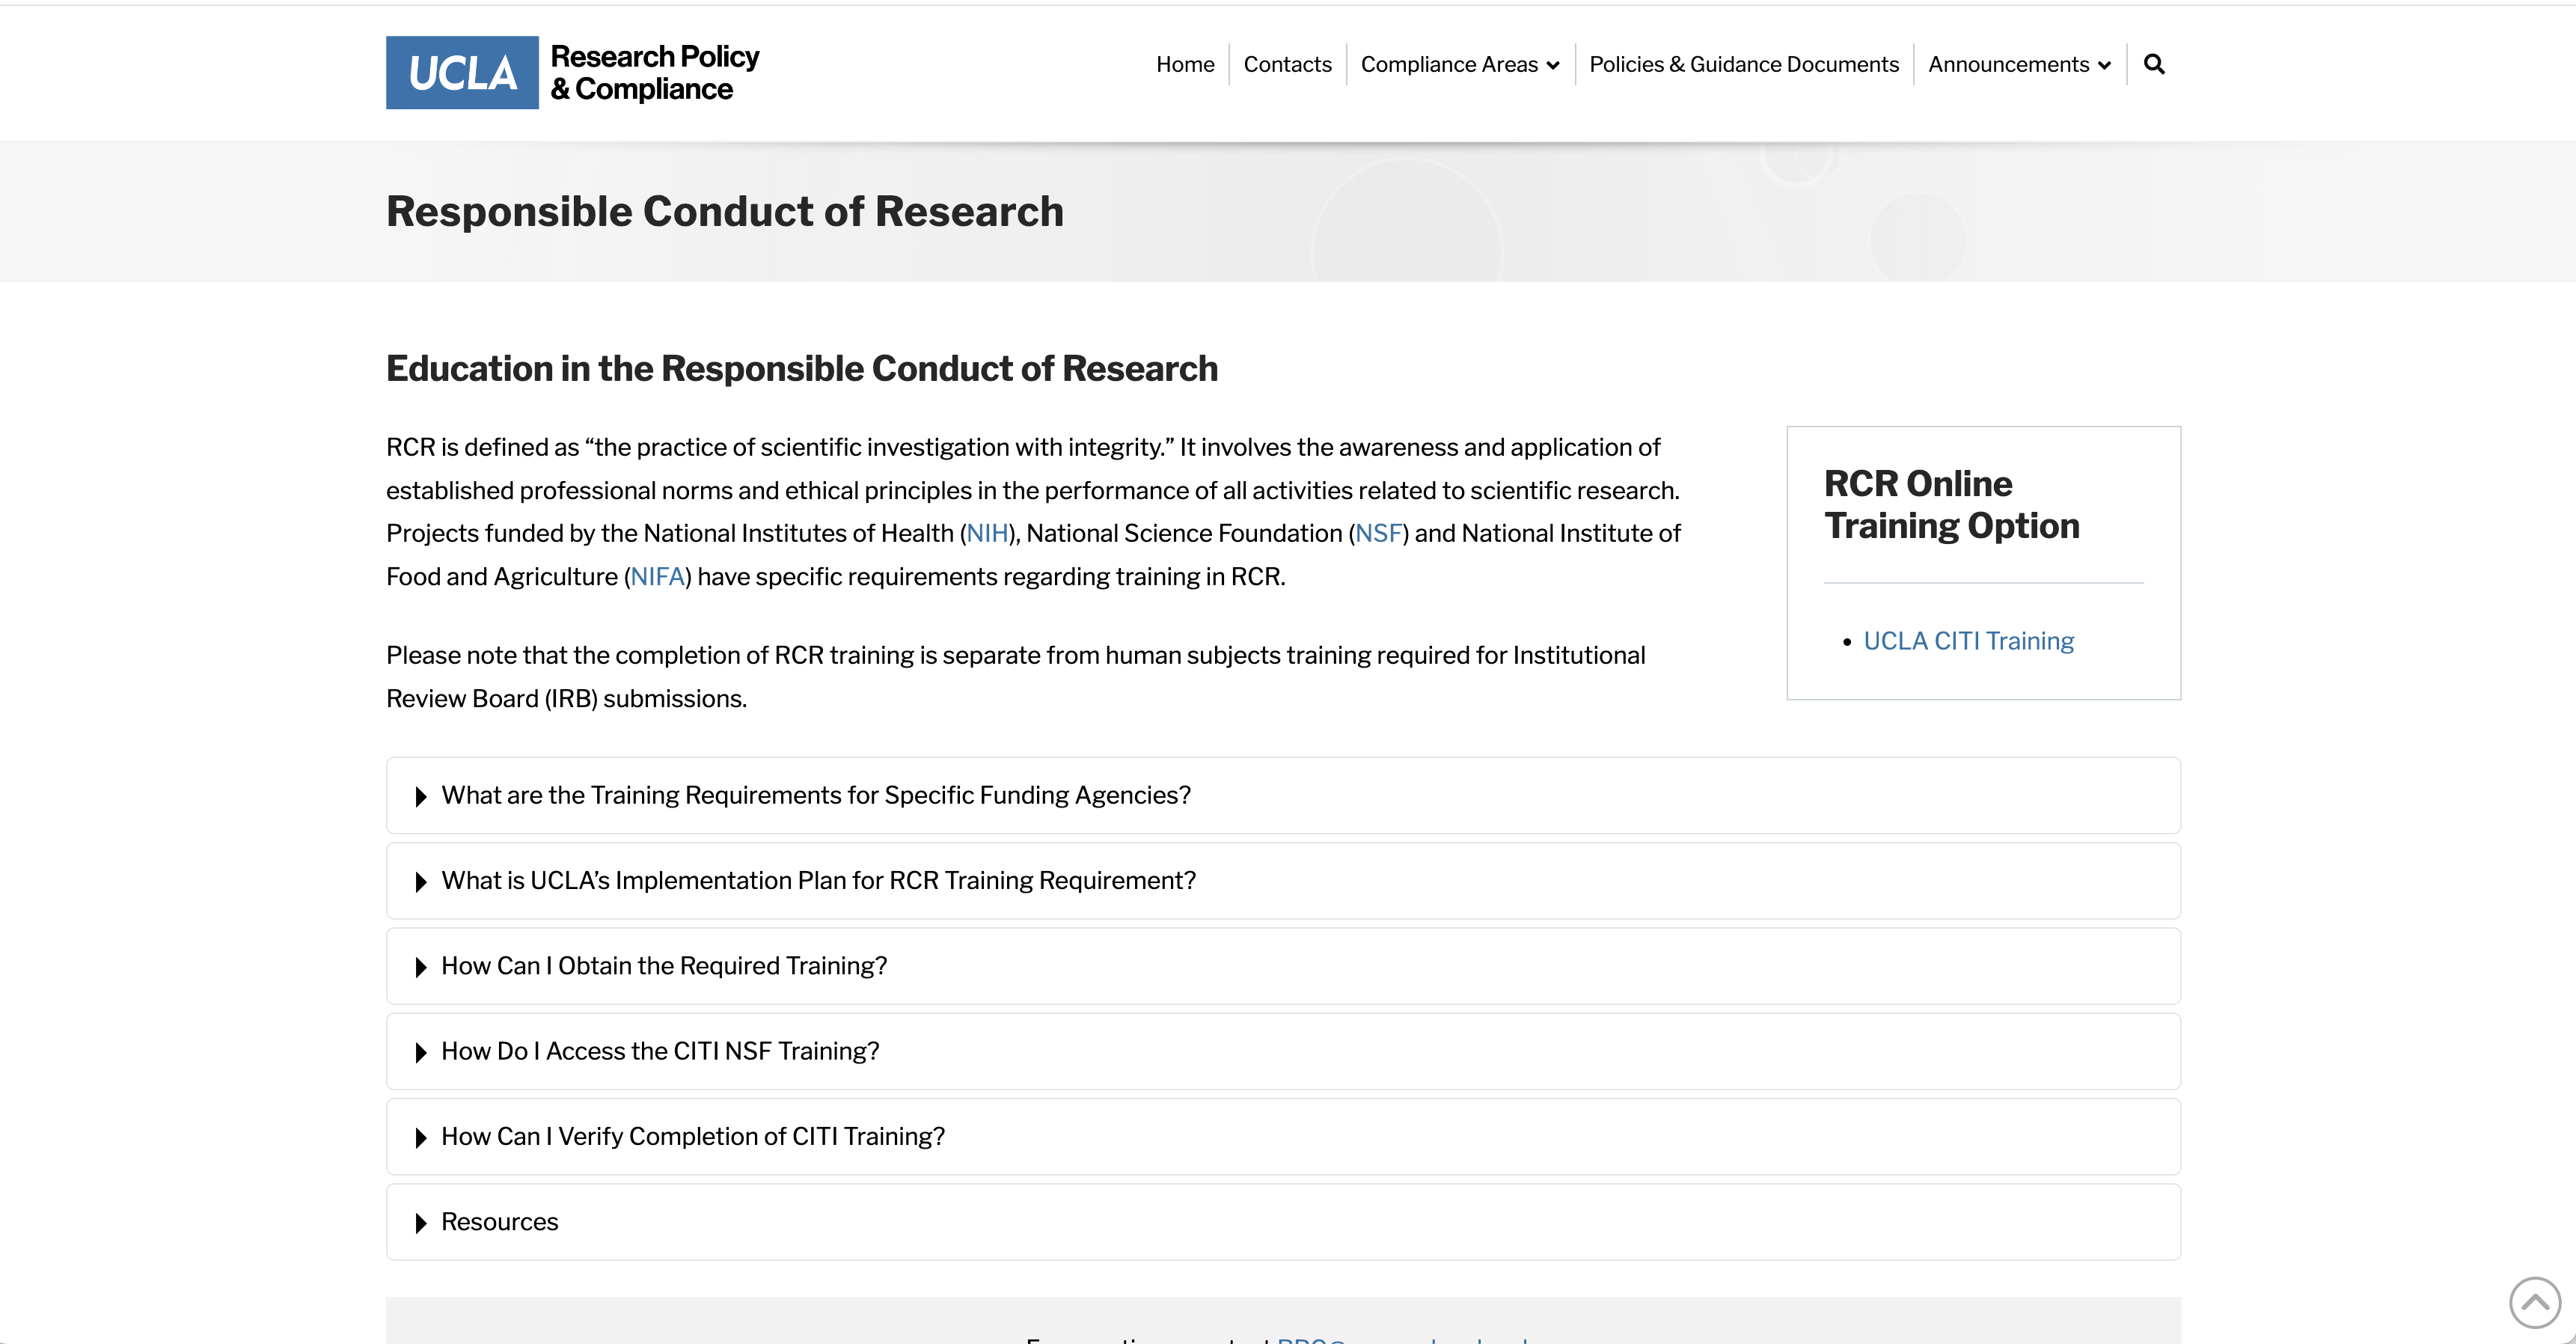 UCLA Research Policy
& Compliance
Home
Contacts
Compliance Areas
Policies & Guidance Documents
Announcements
Responsible Conduct of Research
Education in the Responsible Conduct of Research
RCR is defined as “the practice of scientific investigation with integrity.” It involves the awareness and application of
established professional norms and ethical principles in the performance of all activities related to scientific research.
Projects funded by the National Institutes of Health (NIH), National Science Foundation (NSF) and National Institute of
Food and Agriculture (NIFA) have specific requirements regarding training in RCR.
Please note that the completion of RCR training is separate from human subjects training required for Institutional
Review Board (IRB) submissions.
RCR Online
Training Option
• UCLA CITI Training
What are the Training Requirements for Specific Funding Agencies?
What is UCLA’s Implementation Plan for RCR Training Requirement?
How Can I Obtain the Required Training?
How Do I Access the CITI NSF Training?
How Can I Verify Completion of CITI Training?
Resources